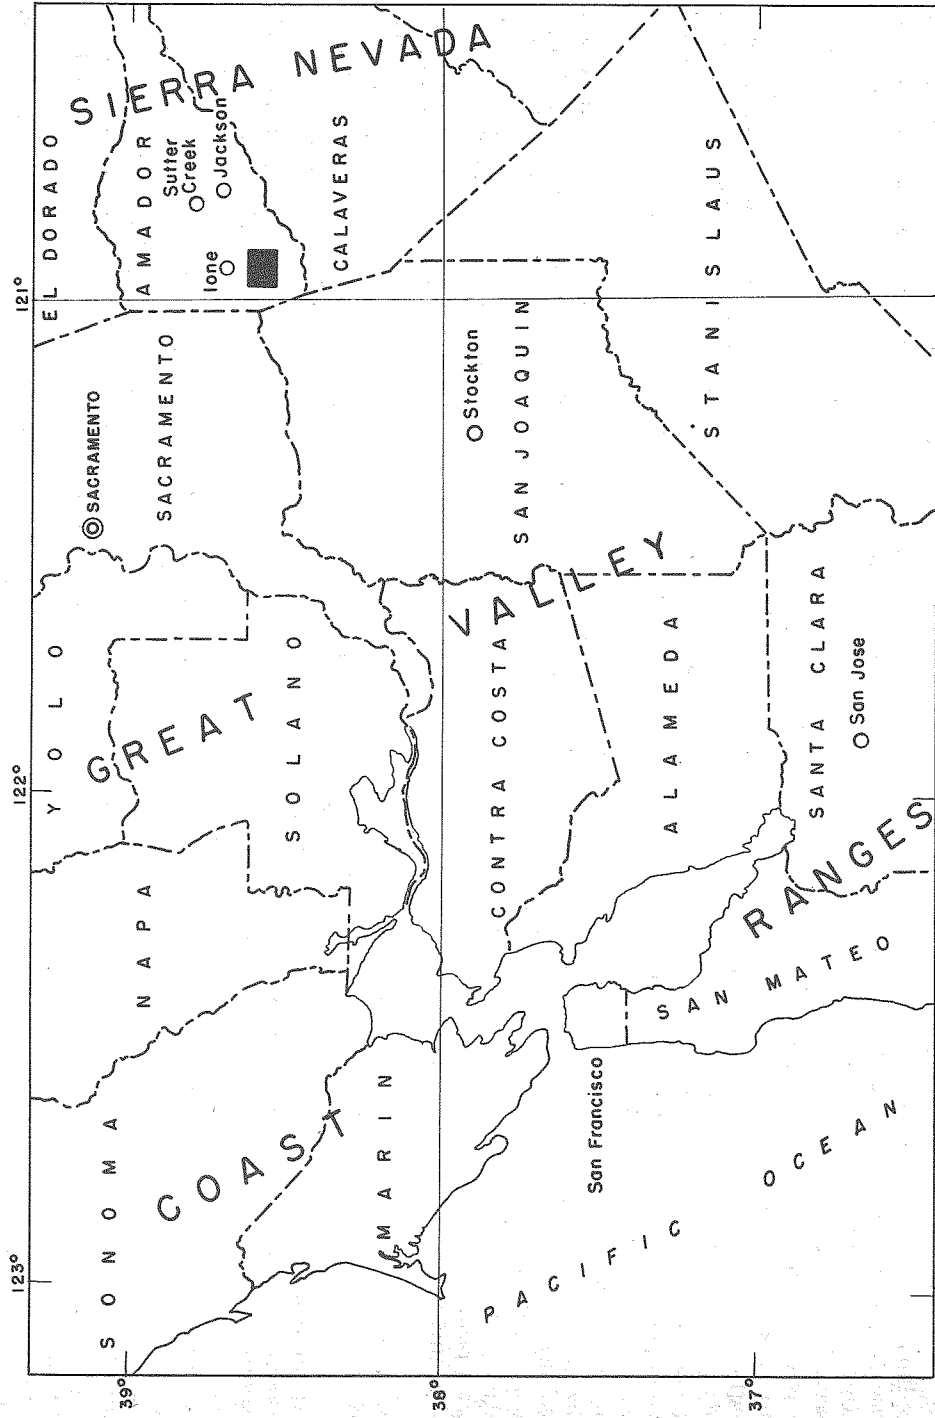 123°
122°
121°
39°
38°
37°
SONOMA
NAPA
YOLO
EL DORADO
SACRAMENTO
SACRAMENTO
AMADOR
Sutter
Creek
Jackson
Ione
SIERRA NEVADA
CALAVERAS
COAST
RANGES
GREAT
VALLEY
SOLANO
MARIN
CONTRA COSTA
Stockton
SAN JOAQUIN
San Francisco
ALAMEDA
STANISLAUS
SAN MATEO
SANTA CLARA
San Jose
PACIFIC OCEAN